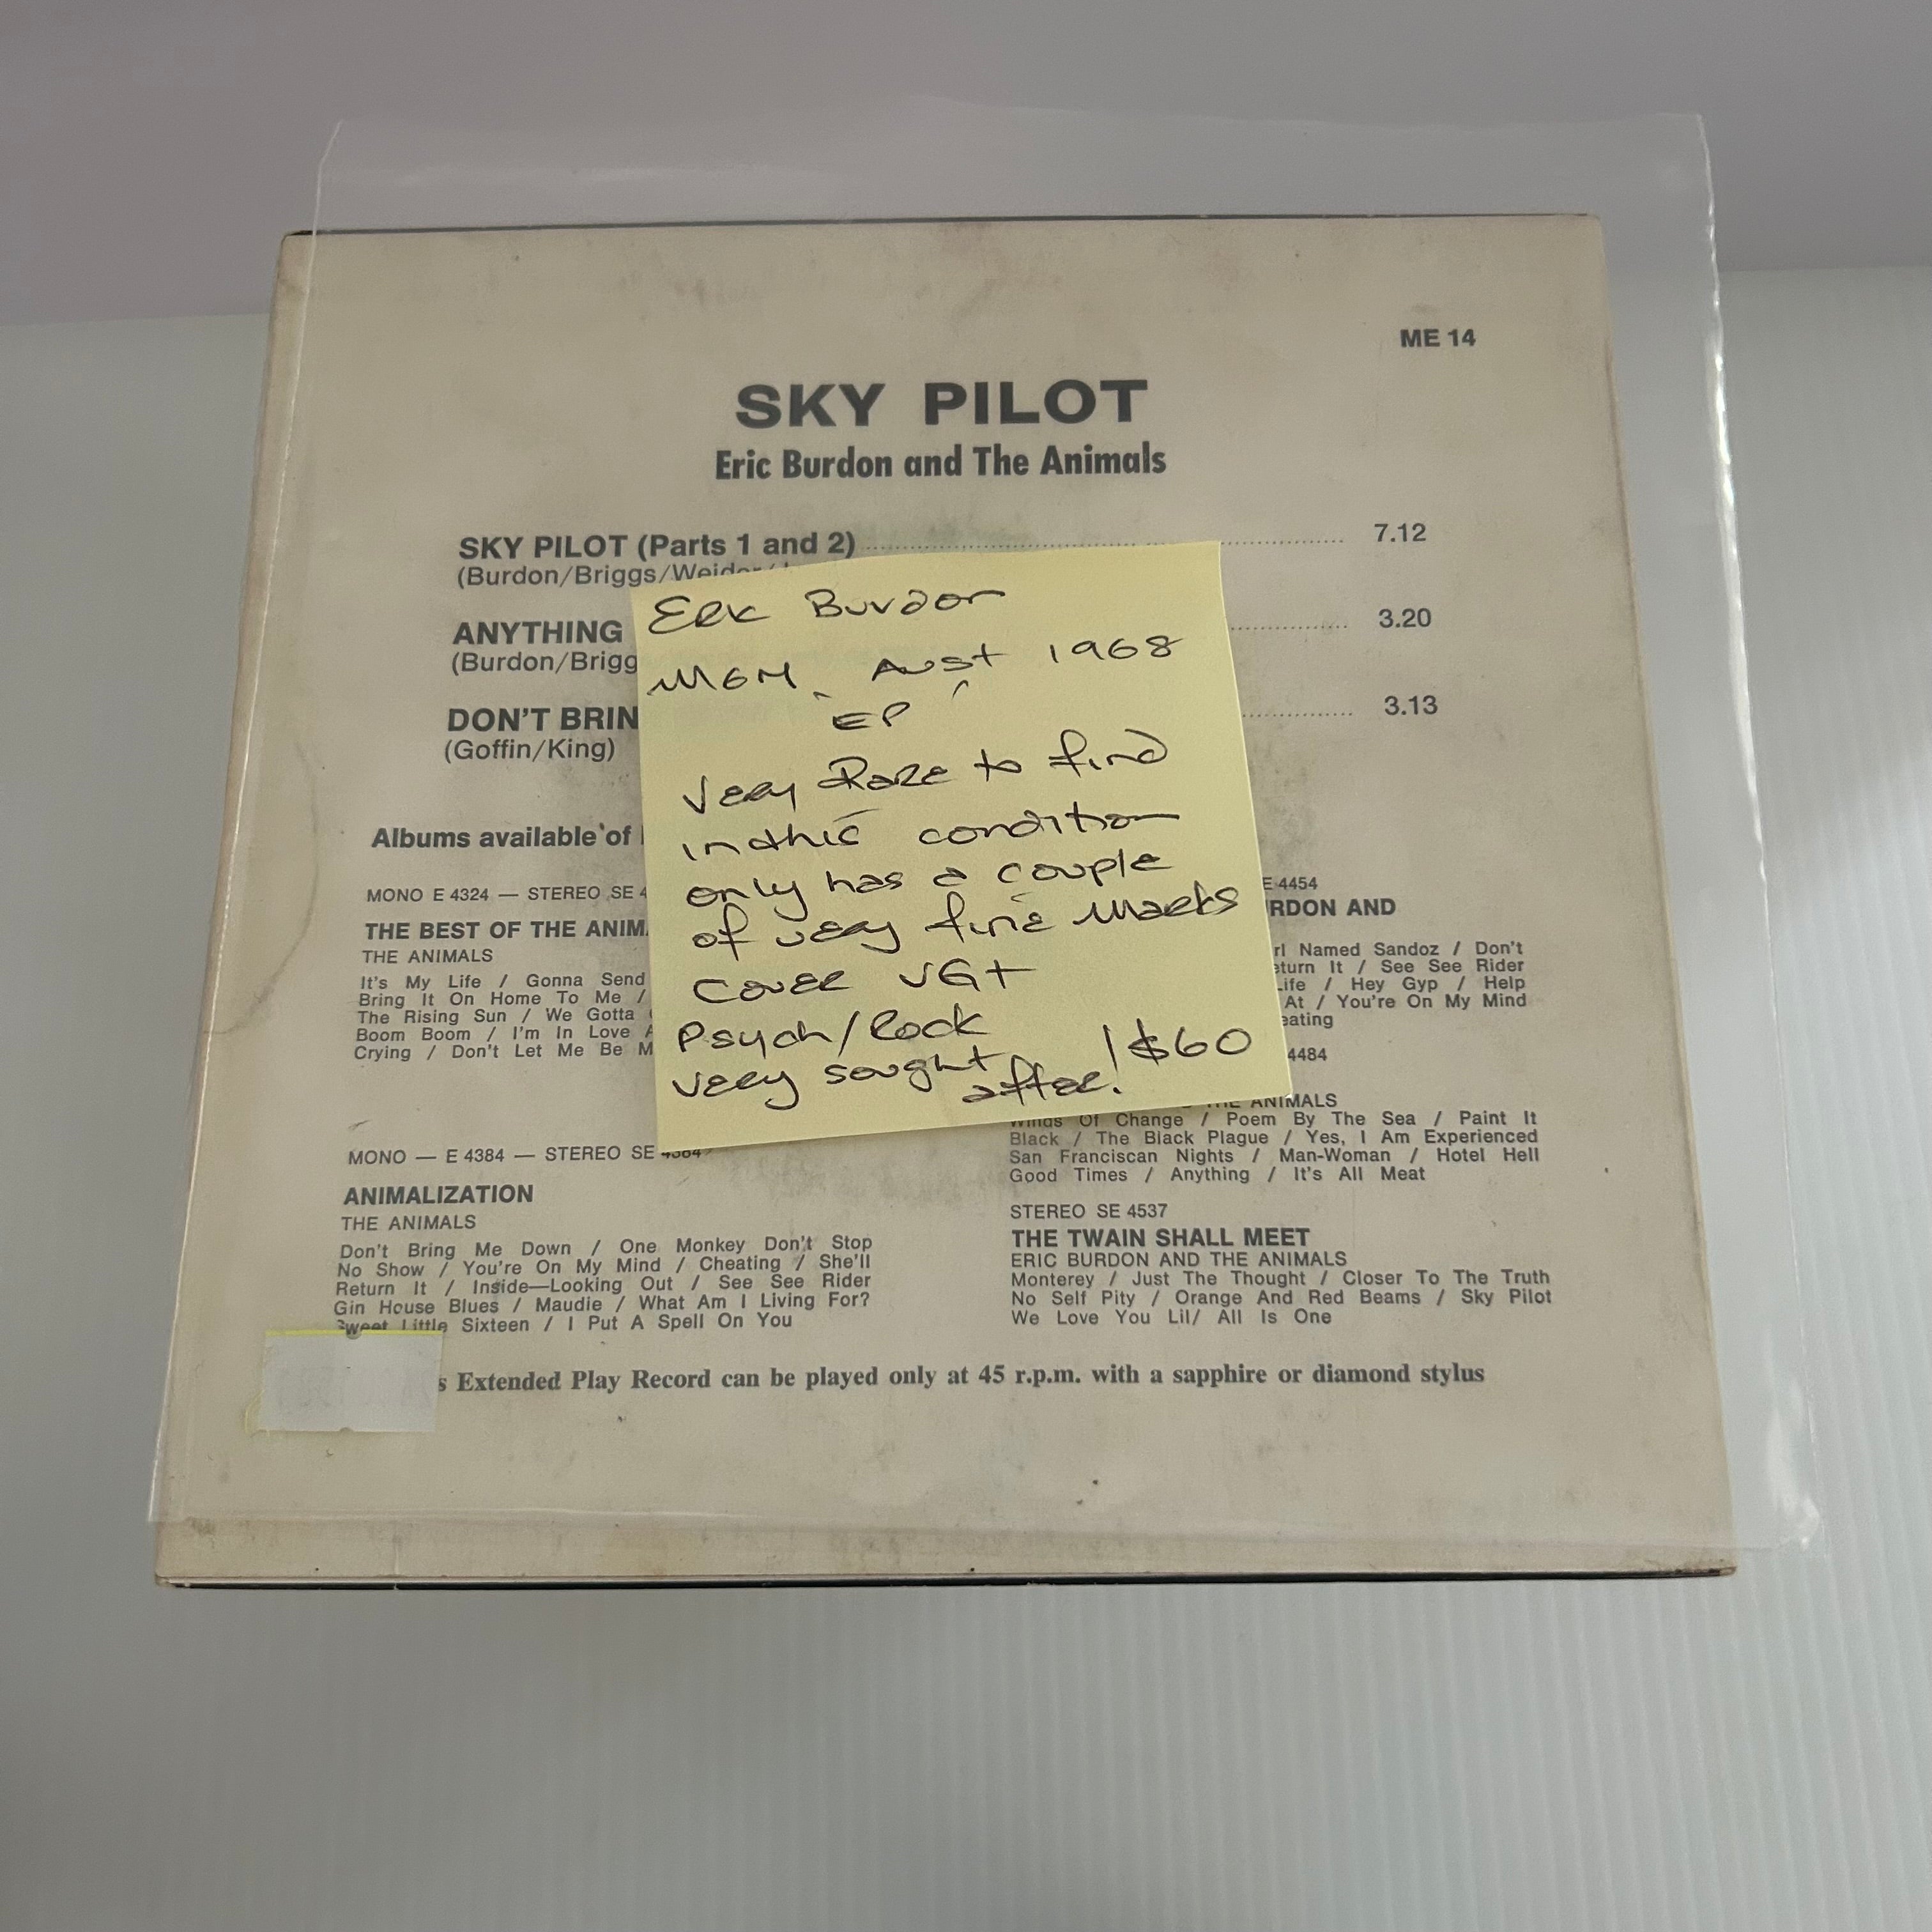 ME 14
SKY PILOT
Eric Burdon and The Animals
SKY PILOT (Parts 1 and 2) 7.12
(Burdon/Briggs/Weider/
ANYTHING 3.20
(Burdon/Brigg
DON'T BRIN 3.13
(Goffin/King)
Eric Burdon
MGM Aust 1968
EP
Very Rare to find
in this condition
only has a couple
of very fine Marks
Cover VG+
Psych/Rock
very sought
after! $60
Albums available of
MONO E 4324 — STEREO SE 4
THE BEST OF THE ANIM
THE ANIMALS
It's My Life / Gonna Send
Bring It On Home To Me /
The Rising Sun / We Gotta
Boom Boom / I'm In Love A
Crying / Don't Let Me Be M
MONO — E 4384 — STEREO SE 4384
ANIMALIZATION
THE ANIMALS
Don't Bring Me Down / One Monkey Don't Stop
No Show / You're On My Mind / Cheating / She'll
Return It / Inside—Looking Out / See See Rider
Gin House Blues / Maudie / What Am I Living For?
Sweet Little Sixteen / I Put A Spell On You
E 4454
RDON AND
rl Named Sandoz / Don't
eturn It / See See Rider
Life / Hey Gyp / Help
At / You're On My Mind
eating
4484
THE ANIMALS
Winds Of Change / Poem By The Sea / Paint It
Black / The Black Plague / Yes, I Am Experienced
San Franciscan Nights / Man-Woman / Hotel Hell
Good Times / Anything / It's All Meat
STEREO SE 4537
THE TWAIN SHALL MEET
ERIC BURDON AND THE ANIMALS
Monterey / Just The Thought / Closer To The Truth
No Self Pity / Orange And Red Beams / Sky Pilot
We Love You Lil/ All Is One
s Extended Play Record can be played only at 45 r.p.m. with a sapphire or diamond stylus